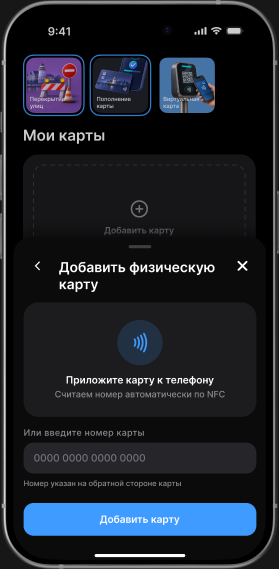 9:41
Перекрытия
улиц
Пополнение
карты
Виртуальная
карта
Мои карты
Добавить карту
Добавить физическую
карту
Приложите карту к телефону
Считаем номер автоматически по NFC
Или введите номер карты
0000 0000 0000 0000
Номер указан на обратной стороне карты
Добавить карту